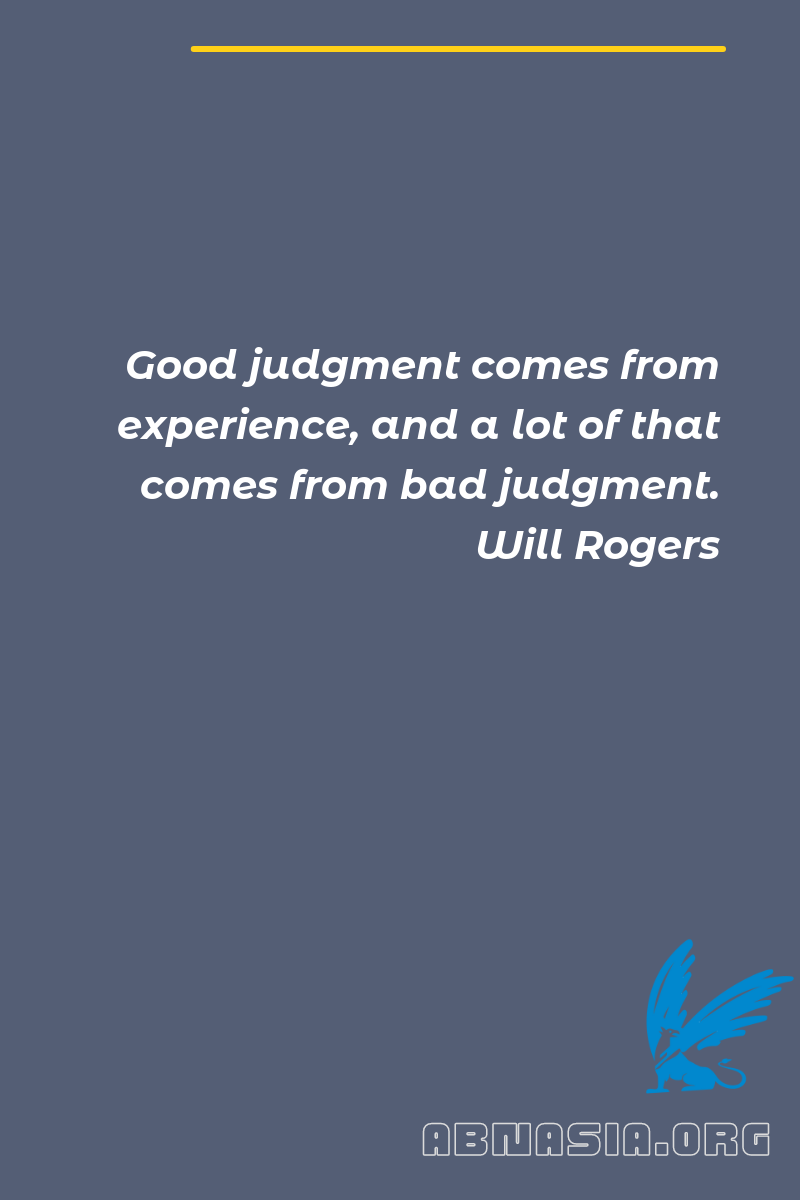 Good judgment comes from
experience, and a lot of that
comes from bad judgment.
Will Rogers
ABNASIA.ORG